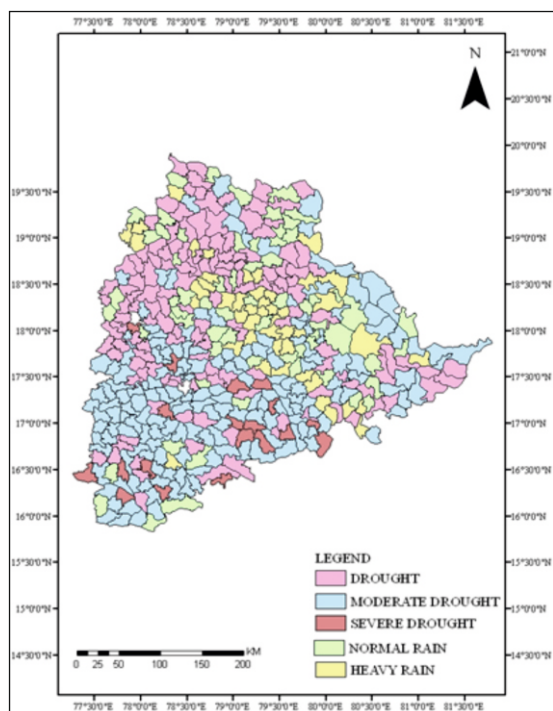 77°30'0"E 78°0'0"E 78°30'0"E 79°0'0"E 79°30'0"E 80°0'0"E 80°30'0"E 81°0'0"E 81°30'0"E
N
21°0'0"N
20°30'0"N
20°0'0"N
19°30'0"N 19°30'0"N
19°0'0"N 19°0'0"N
18°30'0"N 18°30'0"N
18°0'0"N 18°0'0"N
17°30'0"N 17°30'0"N
17°0'0"N 17°0'0"N
16°30'0"N 16°30'0"N
16°0'0"N 16°0'0"N
15°30'0"N 15°30'0"N
15°0'0"N 15°0'0"N
14°30'0"N 14°30'0"N
LEGEND
DROUGHT
MODERATE DROUGHT
SEVERE DROUGHT
NORMAL RAIN
HEAVY RAIN
KM
0 25 50 100 150 200
77°30'0"E 78°0'0"E 78°30'0"E 79°0'0"E 79°30'0"E 80°0'0"E 80°30'0"E 81°0'0"E 81°30'0"E